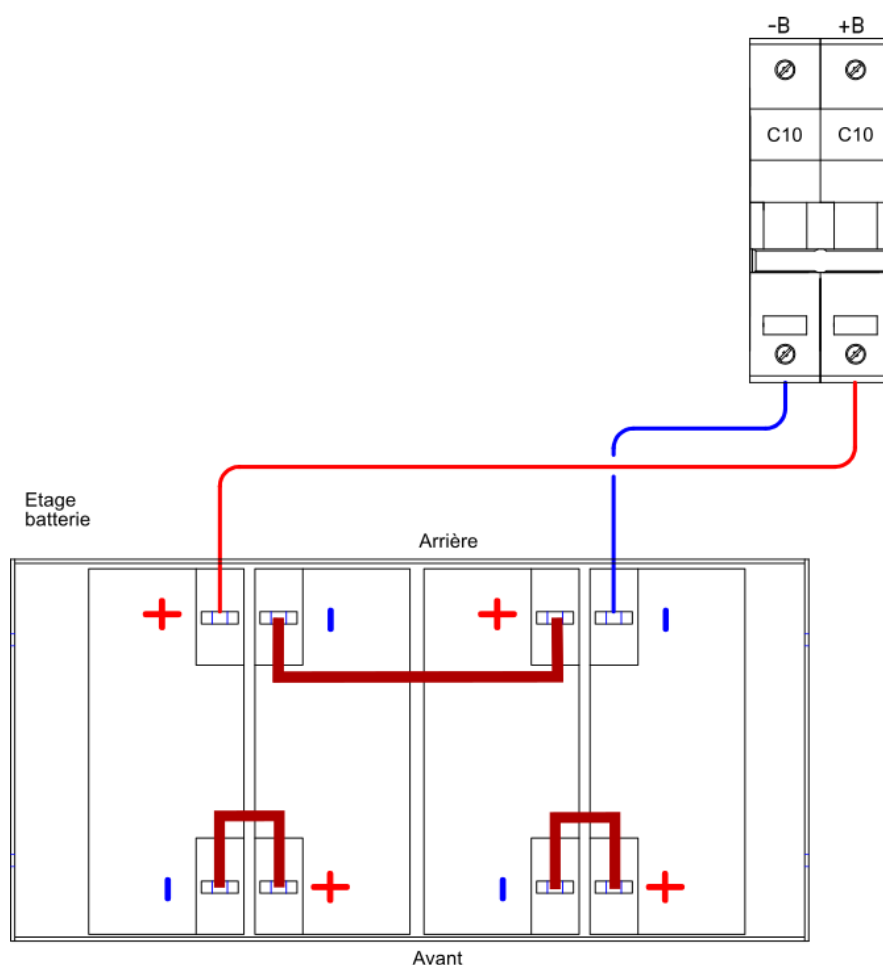 -B +B
C10 C10
Etage
batterie
Arrière
+ - + -
- + - +
Avant